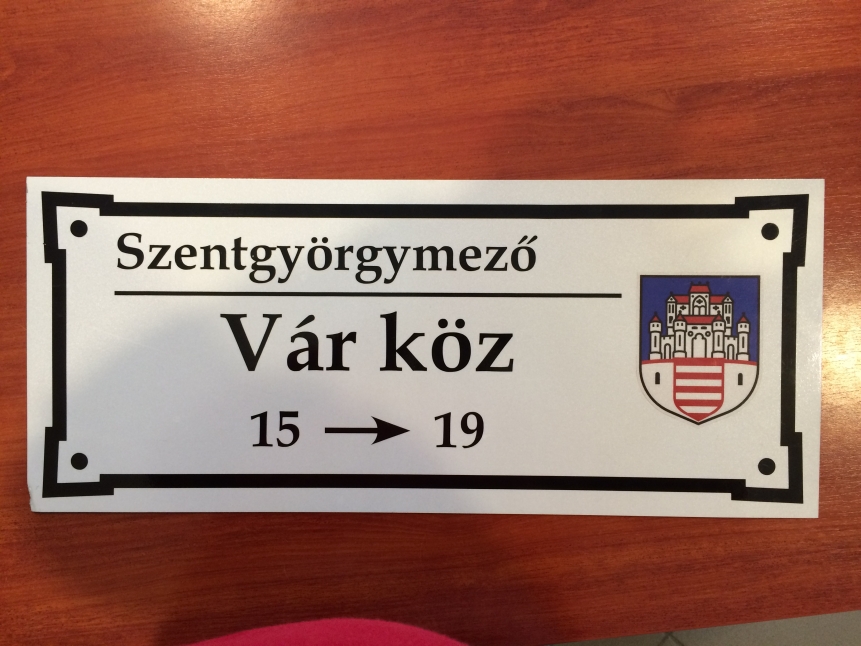 Szentgyörgymező
Vár köz
15 → 19